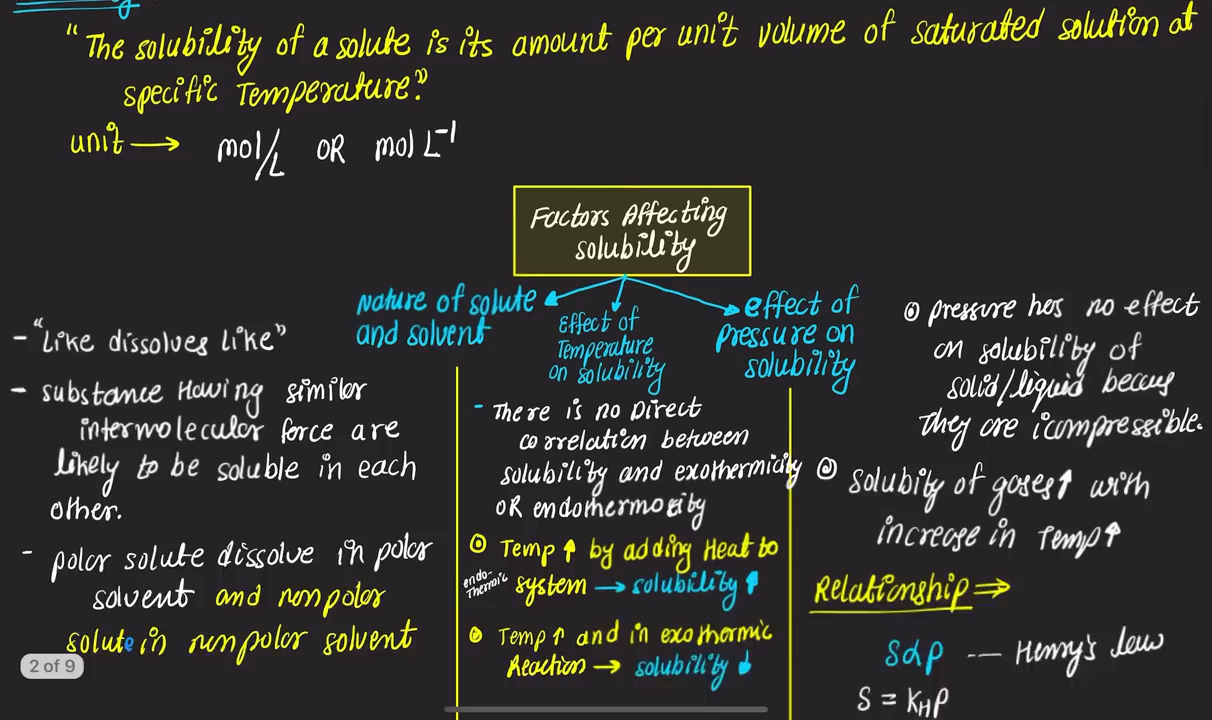 "The solubility of a solute is its amount per unit volume of saturated solution at
specific Temperature."
unit → mol/L OR mol L⁻¹
Factors Affecting
solubility
nature of solute
and solvent
- "Like dissolves like"
- substance Having similar
intermolecular force are
likely to be soluble in each
other.
- polar solute dissolve in polar
solvent and nonpolar
solute in nonpolar solvent
Effect of
Temperature
on solubility
- There is no Direct
correlation between
solubility and exothermicity
OR endothermosity
⊙ Temp ↑ by adding Heat to
endo-
Thermic
system → solubility ↑
⊙ Temp ↑ and in exothermic
Reaction → solubility ↓
effect of
pressure on
solubility
⊙ pressure has no effect
on solubility of
solid/liquid becaus
They are icompressible.
⊙ Solubity of gases ↑ with
increase in Temp ↑
Relationship ⇒
S α P --- Henry's law
S = K_H P
2 of 9